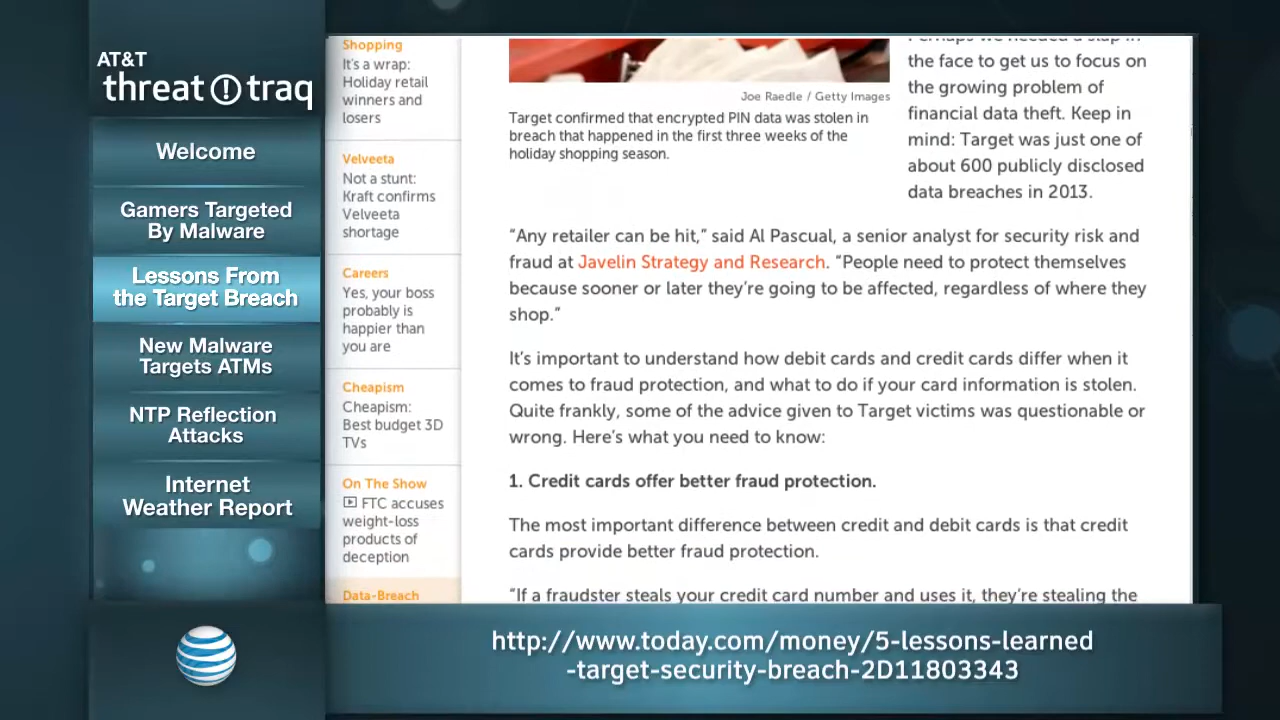 AT&T
threat traq
Welcome
Gamers Targeted
By Malware
Lessons From
the Target Breach
New Malware
Targets ATMs
NTP Reflection
Attacks
Internet
Weather Report
Shopping
It's a wrap:
Holiday retail
winners and
losers
Velveeta
Not a stunt:
Kraft confirms
Velveeta
shortage
Careers
Yes, your boss
probably is
happier than
you are
Cheapism
Cheapism:
Best budget 3D
TVs
On The Show
FTC accuses
weight-loss
products of
deception
Data-Breach
Joe Raedle / Getty Images
Target confirmed that encrypted PIN data was stolen in
breach that happened in the first three weeks of the
holiday shopping season.
Perhaps we needed a slap in
the face to get us to focus on
the growing problem of
financial data theft. Keep in
mind: Target was just one of
about 600 publicly disclosed
data breaches in 2013.
“Any retailer can be hit,” said Al Pascual, a senior analyst for security risk and
fraud at Javelin Strategy and Research. “People need to protect themselves
because sooner or later they’re going to be affected, regardless of where they
shop.”
It’s important to understand how debit cards and credit cards differ when it
comes to fraud protection, and what to do if your card information is stolen.
Quite frankly, some of the advice given to Target victims was questionable or
wrong. Here’s what you need to know:
1. Credit cards offer better fraud protection.
The most important difference between credit and debit cards is that credit
cards provide better fraud protection.
“If a fraudster steals your credit card number and uses it, they’re stealing the
http://www.today.com/money/5-lessons-learned
-target-security-breach-2D11803343